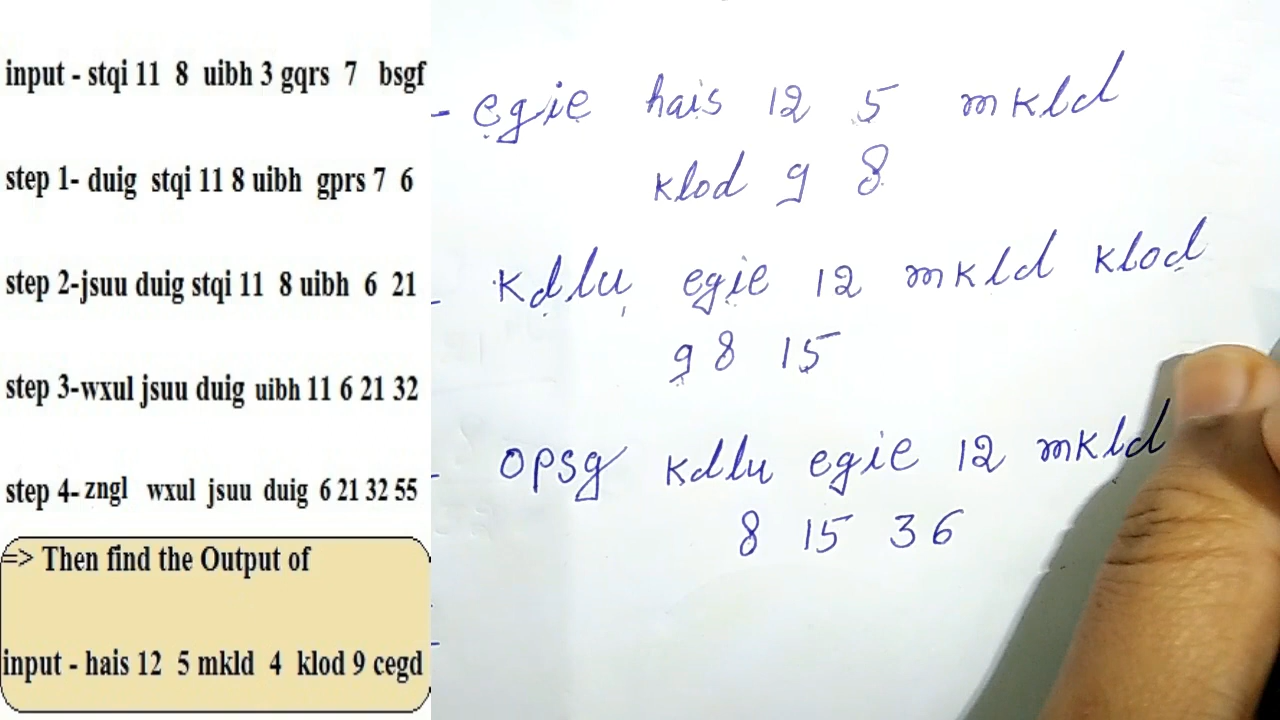 input - stqi 11 8 uibh 3 gqrs 7 bsgf
step 1- duig stqi 11 8 uibh gprs 7 6
step 2-jsuu duig stqi 11 8 uibh 6 21
step 3-wxul jsuu duig uibh 11 6 21 32
step 4- zngl wxul jsuu duig 6 21 32 55
=> Then find the Output of
input - hais 12 5 mkld 4 klod 9 cegd
- egie hais 12 5 mkld
klod 9 8
- kdlu egie 12 mkld klod
9 8 15
- opsg kdlu egie 12 mkld
8 15 36
-